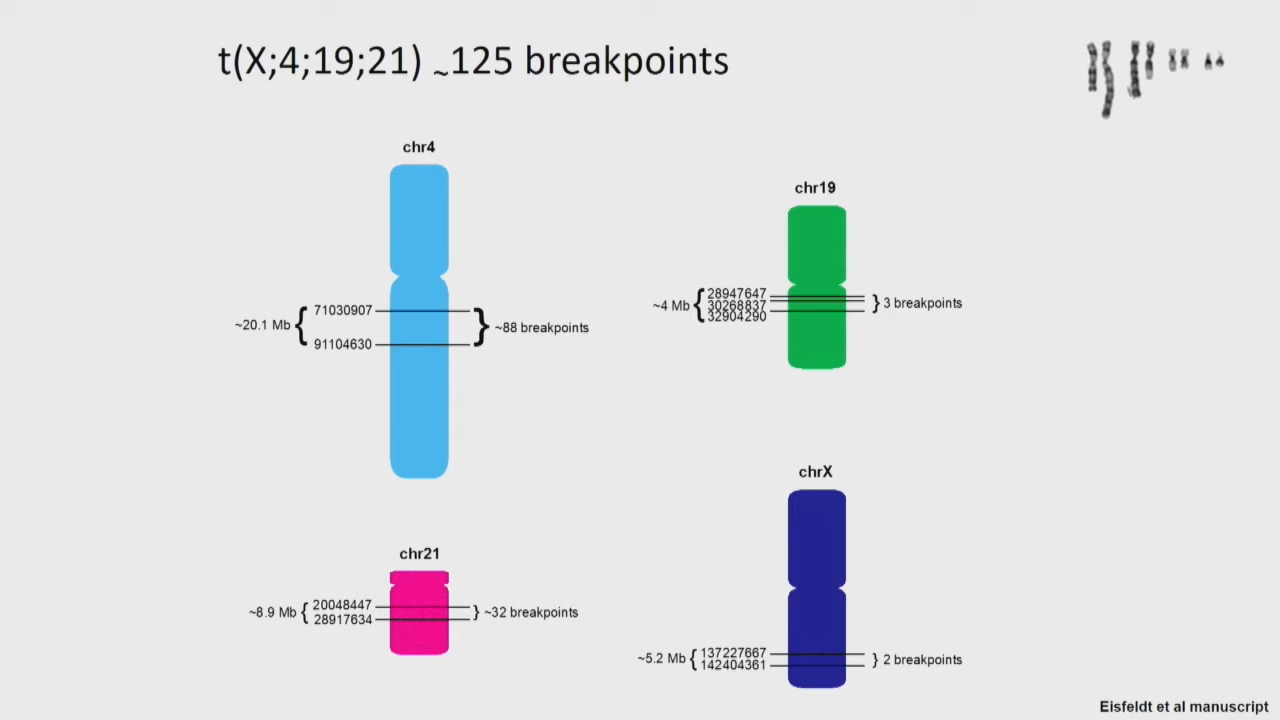 t(X;4;19;21) ~125 breakpoints
chr4
~20.1 Mb { 71030907
91104630 } ~88 breakpoints
chr19
~4 Mb { 28947647
30268837
32904290 } 3 breakpoints
chr21
~8.9 Mb { 20048447
28917634 } ~32 breakpoints
chrX
~5.2 Mb { 137227667
142404361 } 2 breakpoints
Eisfeldt et al manuscript